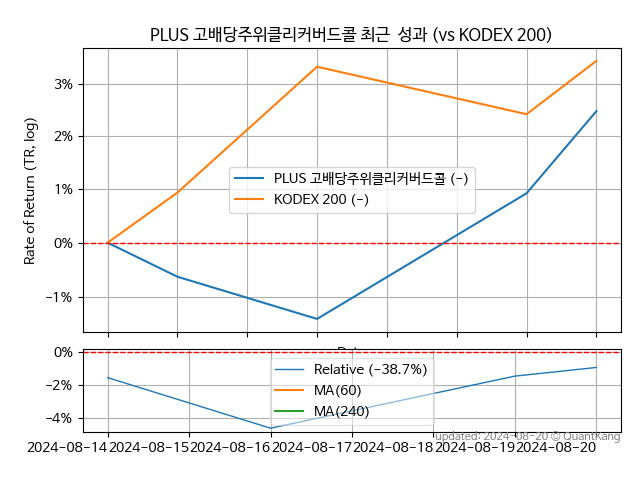 PLUS 고배당주위클리커버드콜 최근 성과 (vs KODEX 200)
Rate of Return (TR, log)
3%
2%
1%
0%
−1%
PLUS 고배당주위클리커버드콜 (-)
KODEX 200 (-)
0%
−2%
−4%
Relative (-38.7%)
MA(60)
MA(240)
2024-08-14 2024-08-15 2024-08-16 2024-08-17 2024-08-18 2024-08-19 2024-08-20
updated: 2024-08-20 © QuantKang